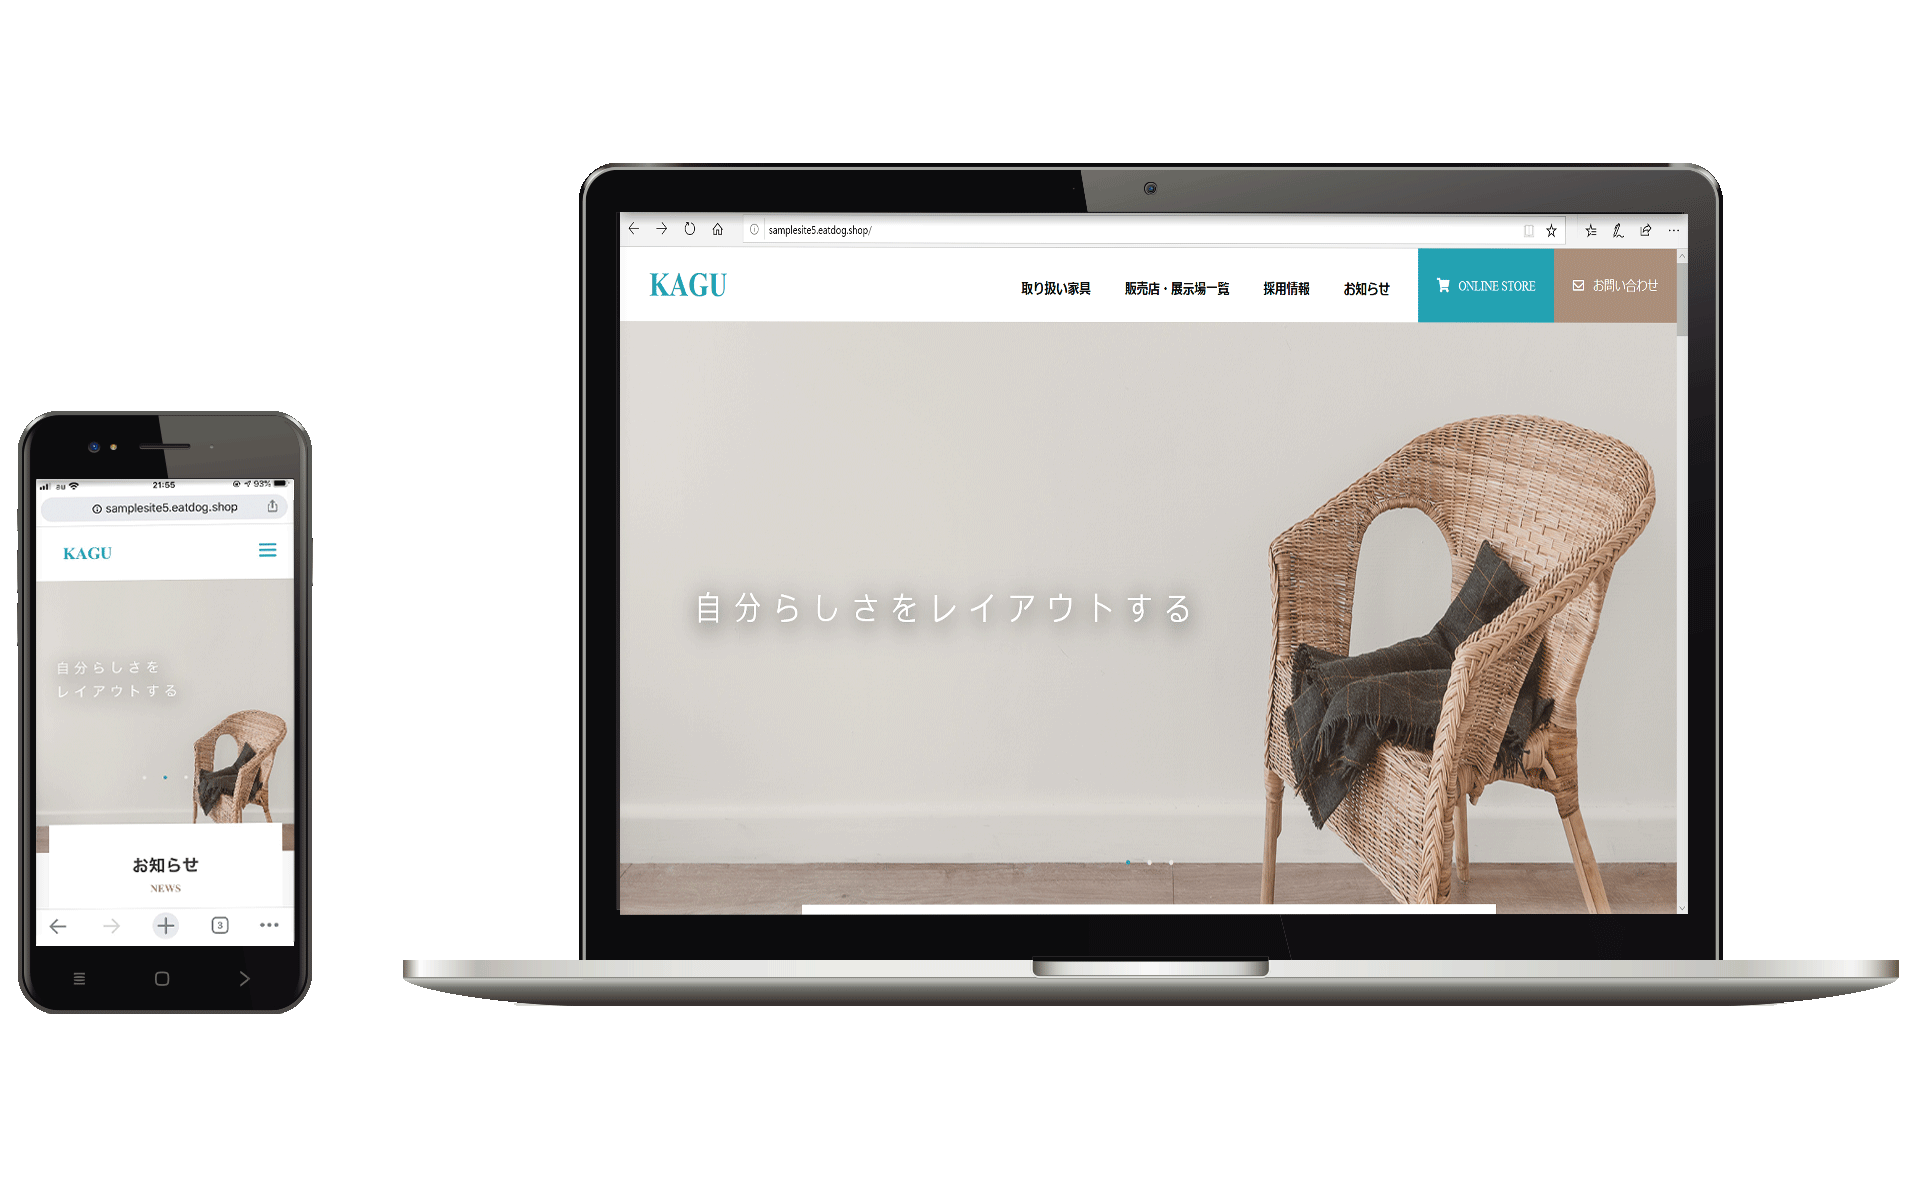 samplesite5.eatdog.shop/
KAGU
取り扱い家具 販売店・展示場一覧 採用情報 お知らせ ONLINE STORE お問い合わせ
自分らしさをレイアウトする
au 21:55 93%
samplesite5.eatdog.shop
KAGU
自分らしさを
レイアウトする
お知らせ
NEWS
3